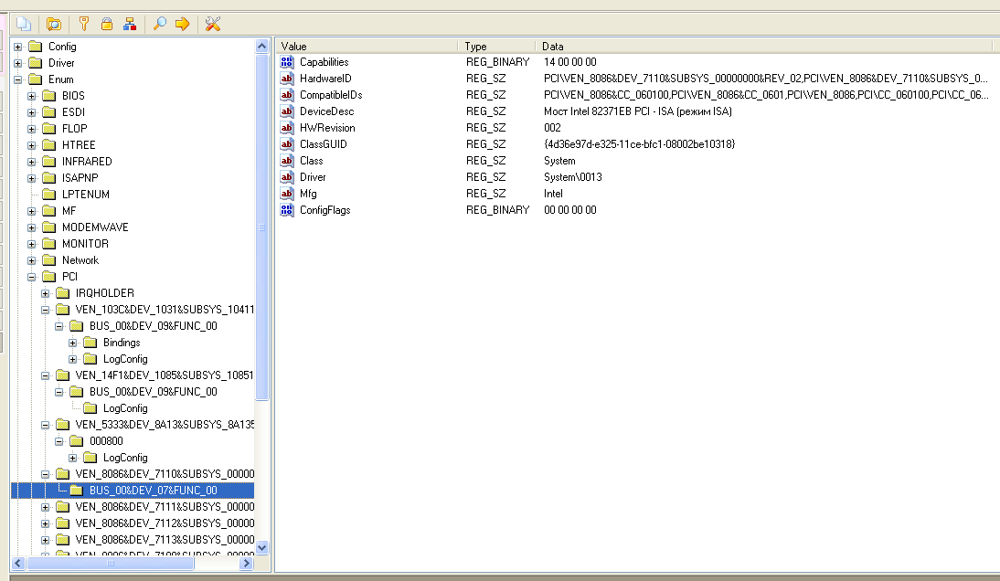 Value Type Data
Config
Driver
Enum
BIOS
ESDI
FLOP
HTREE
INFRARED
ISAPNP
LPTENUM
MF
MODEMWAVE
MONITOR
Network
PCI
IRQHOLDER
VEN_103C&DEV_1031&SUBSYS_10411
BUS_00&DEV_09&FUNC_00
Bindings
LogConfig
VEN_14F1&DEV_1085&SUBSYS_10851
BUS_00&DEV_09&FUNC_00
LogConfig
VEN_5333&DEV_8A13&SUBSYS_8A135
000800
LogConfig
VEN_8086&DEV_7110&SUBSYS_00000
BUS_00&DEV_07&FUNC_00
VEN_8086&DEV_7111&SUBSYS_00000
VEN_8086&DEV_7112&SUBSYS_00000
VEN_8086&DEV_7113&SUBSYS_00000
Capabilities REG_BINARY 14 00 00 00
HardwareID REG_SZ PCI\VEN_8086&DEV_7110&SUBSYS_00000000&REV_02,PCI\VEN_8086&DEV_7110&SUBSYS_0...
CompatibleIDs REG_SZ PCI\VEN_8086&CC_060100,PCI\VEN_8086&CC_0601,PCI\VEN_8086,PCI\CC_060100,PCI\CC_06...
DeviceDesc REG_SZ Мост Intel 82371EB PCI - ISA (режим ISA)
HWRevision REG_SZ 002
ClassGUID REG_SZ {4d36e97d-e325-11ce-bfc1-08002be10318}
Class REG_SZ System
Driver REG_SZ System\0013
Mfg REG_SZ Intel
ConfigFlags REG_BINARY 00 00 00 00